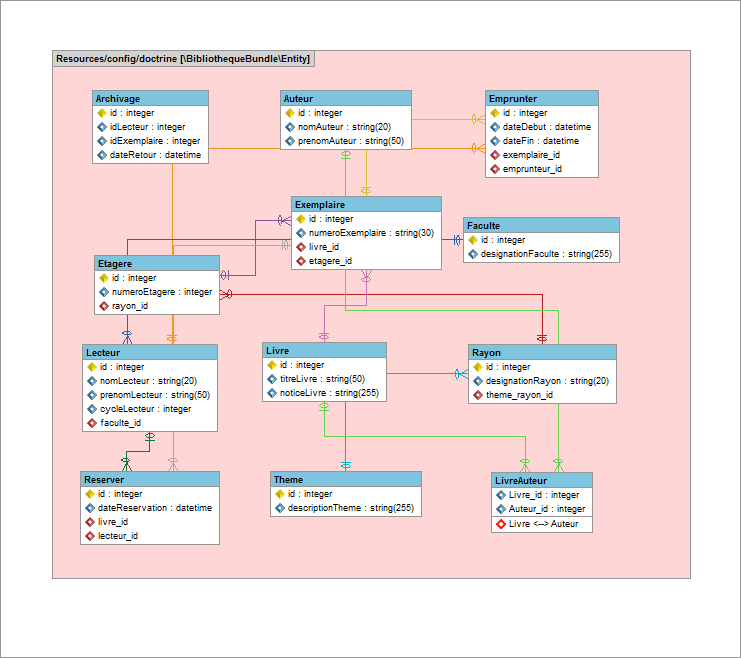 Resources/config/doctrine [\BibliothequeBundle\Entity]
Archivage
id : integer
idLecteur : integer
idExemplaire : integer
dateRetour : datetime
Auteur
id : integer
nomAuteur : string(20)
prenomAuteur : string(50)
Emprunter
id : integer
dateDebut : datetime
dateFin : datetime
exemplaire_id
emprunteur_id
Exemplaire
id : integer
numeroExemplaire : string(30)
livre_id
etagere_id
Faculte
id : integer
designationFaculte : string(255)
Etagere
id : integer
numeroEtagere : integer
rayon_id
Lecteur
id : integer
nomLecteur : string(20)
prenomLecteur : string(50)
cycleLecteur : integer
faculte_id
Livre
id : integer
titreLivre : string(50)
noticeLivre : string(255)
Rayon
id : integer
designationRayon : string(20)
theme_rayon_id
Reserver
id : integer
dateReservation : datetime
livre_id
lecteur_id
Theme
id : integer
descriptionTheme : string(255)
LivreAuteur
Livre_id : integer
Auteur_id : integer
Livre <--> Auteur